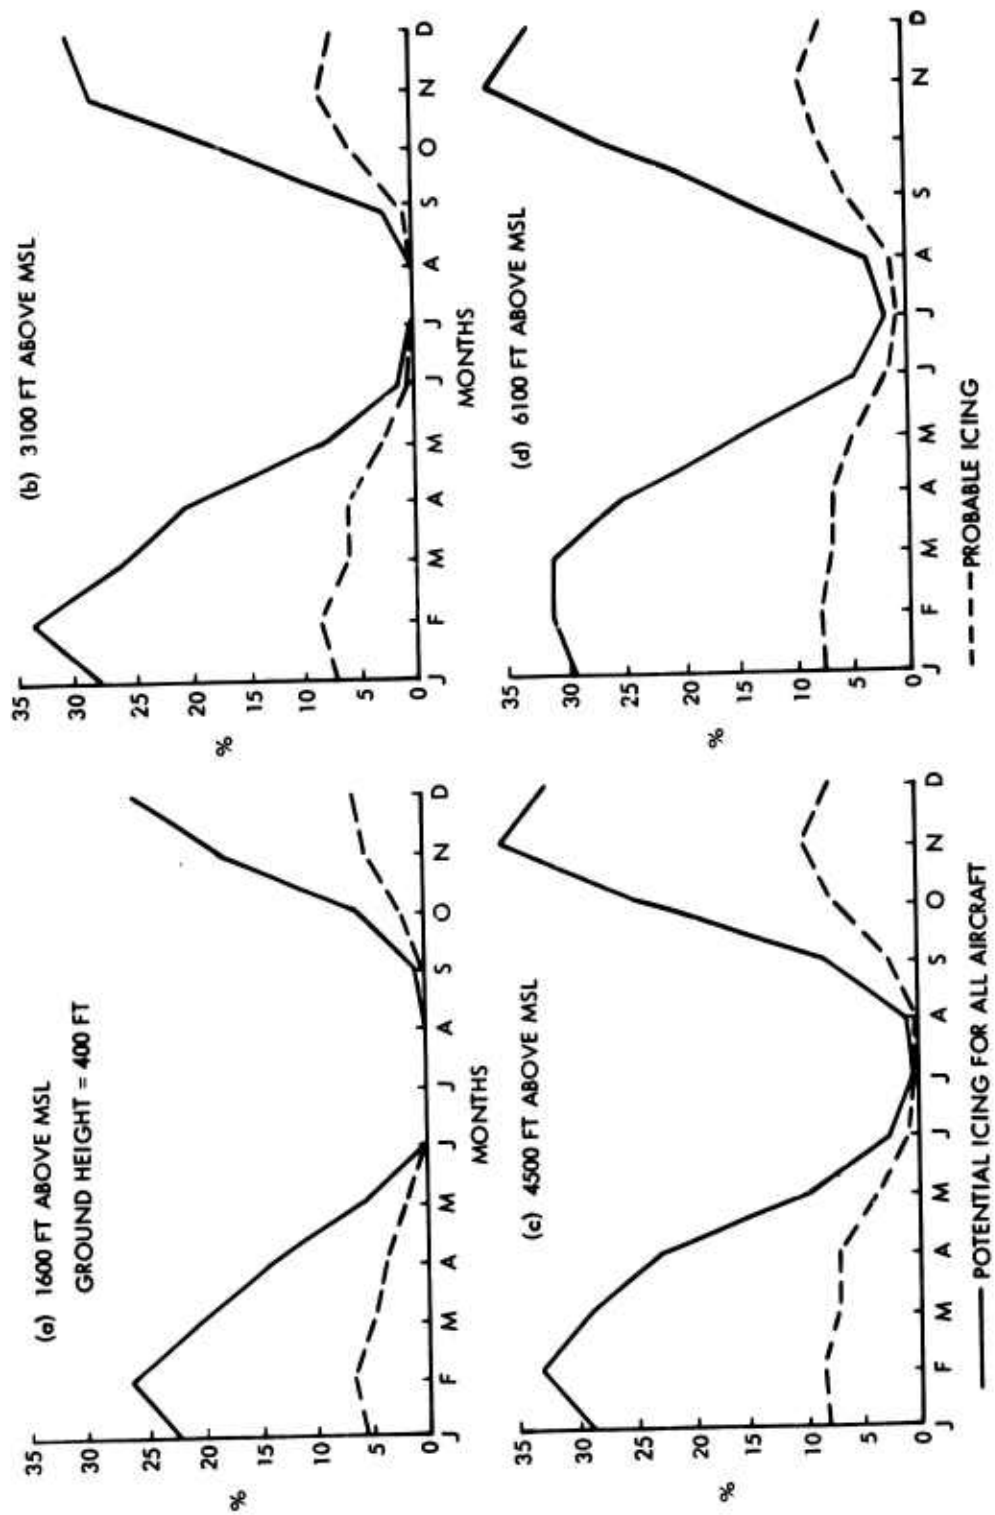 (a) 1600 FT ABOVE MSL
GROUND HEIGHT = 400 FT
%
35
30
25
20
15
10
5
0
J F M A M J J A S O N D
MONTHS
(b) 3100 FT ABOVE MSL
%
35
30
25
20
15
10
5
0
J F M A M J J A S O N D
MONTHS
(c) 4500 FT ABOVE MSL
%
35
30
25
20
15
10
5
0
J F M A M J J A S O N D
(d) 6100 FT ABOVE MSL
%
35
30
25
20
15
10
5
0
J F M A M J J A S N D
POTENTIAL ICING FOR ALL AIRCRAFT
PROBABLE ICING